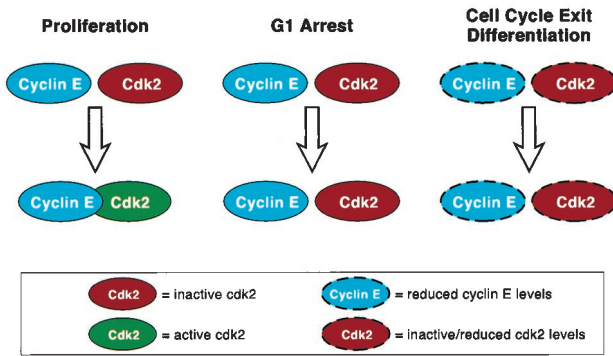 Proliferation
G1 Arrest
Cell Cycle Exit
Differentiation
Cyclin E Cdk2
Cyclin E Cdk2
Cyclin E Cdk2
Cyclin E Cdk2
Cyclin E Cdk2
Cyclin E Cdk2
Cdk2 = inactive cdk2
Cyclin E = reduced cyclin E levels
Cdk2 = active cdk2
Cdk2 = inactive/reduced cdk2 levels